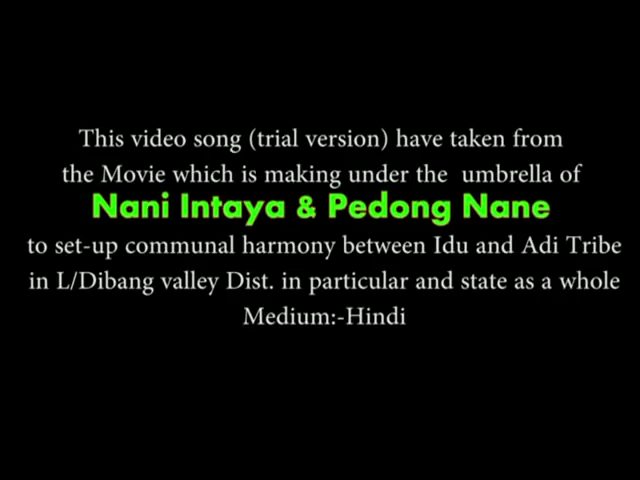 This video song (trial version) have taken from
the Movie which is making under the umbrella of
Nani Intaya & Pedong Nane
to set-up communal harmony between Idu and Adi Tribe
in L/Dibang valley Dist. in particular and state as a whole
Medium:-Hindi